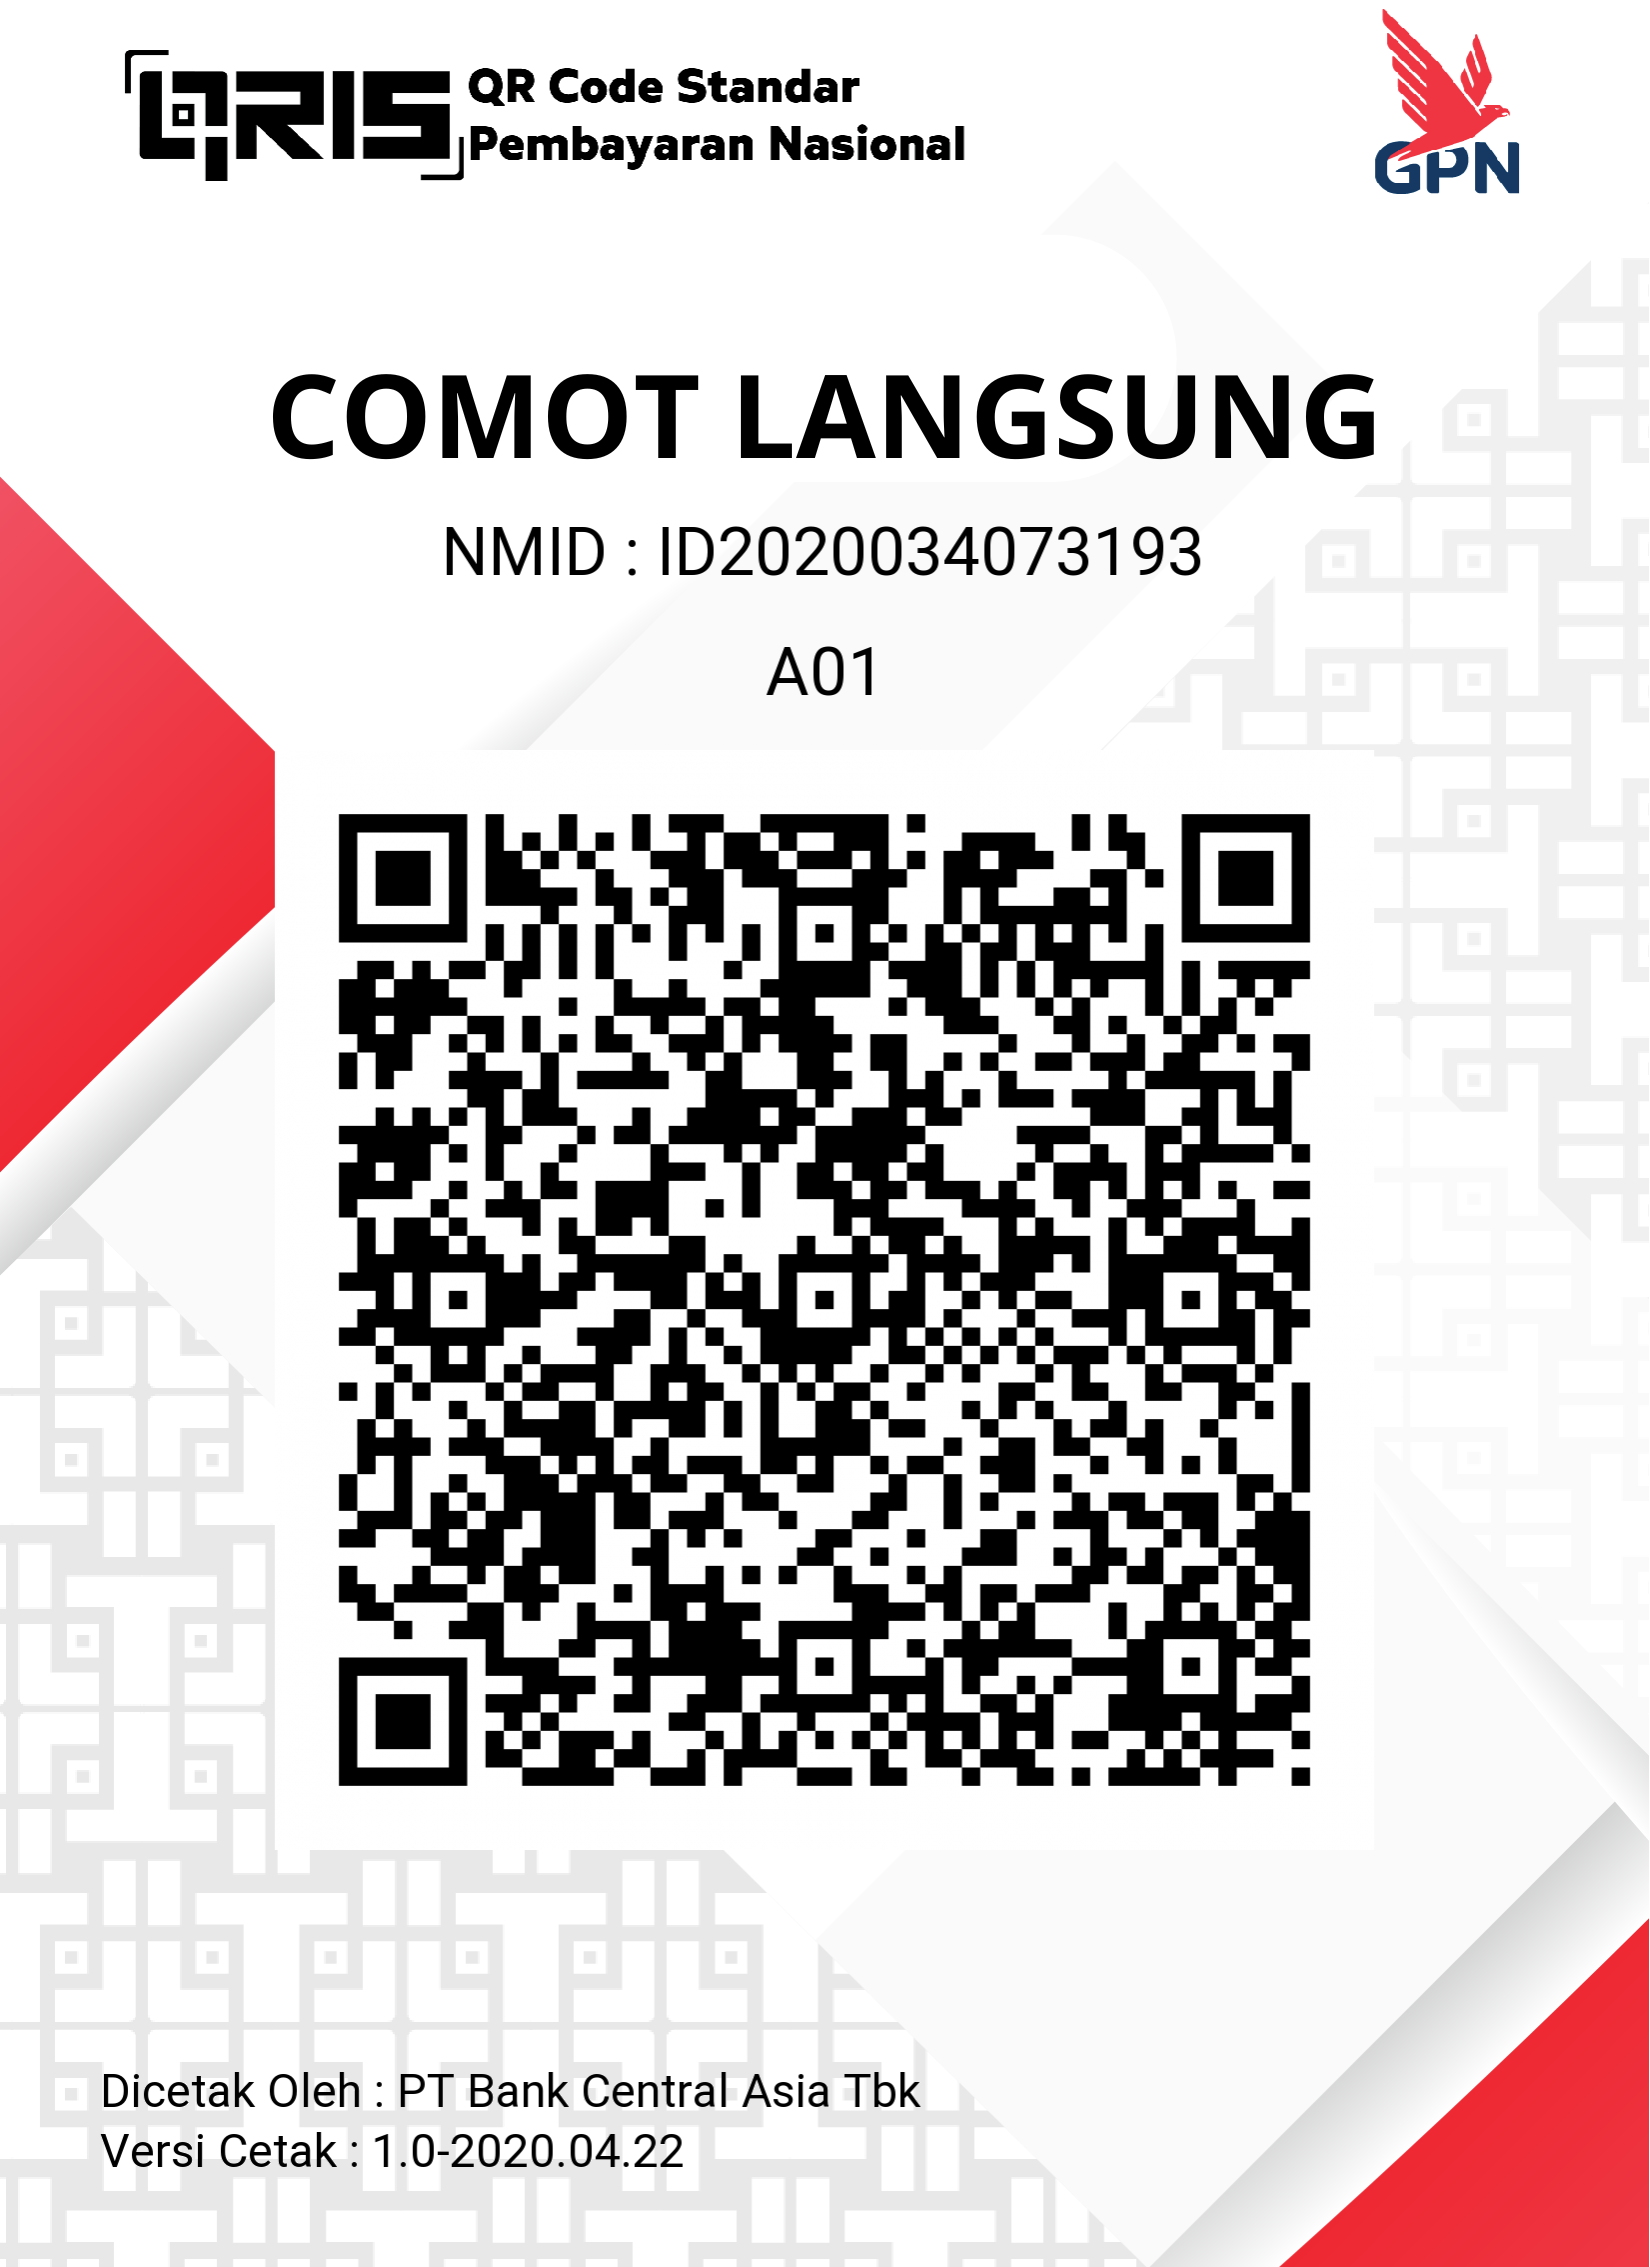 QRIS QR Code Standar
Pembayaran Nasional
GPN
COMOT LANGSUNG
NMID : ID2020034073193
A01
Dicetak Oleh : PT Bank Central Asia Tbk
Versi Cetak : 1.0-2020.04.22